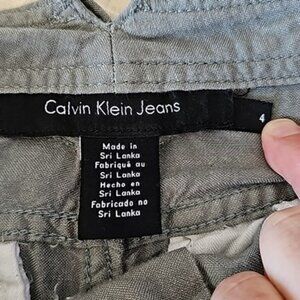 Calvin Klein Jeans
4
Made in
Sri Lanka
Fabriqué au
Sri Lanka
Hecho en
Sri Lanka
Fabricado no
Sri Lanka